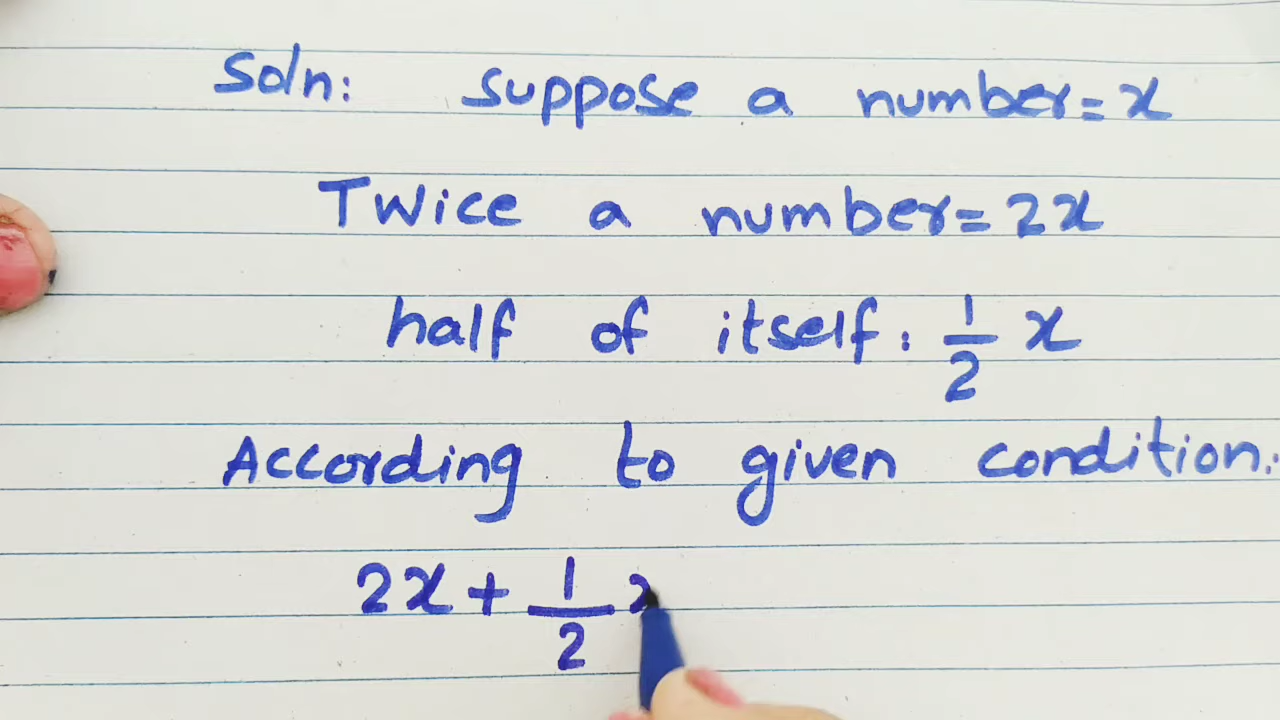 Soln: Suppose a number = x
Twice a number = 2x
half of itself: 1/2 x
According to given condition:
2x + 1/2 x